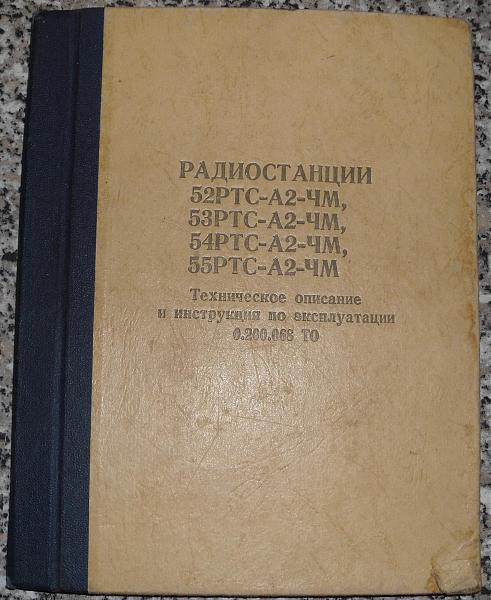 РАДИОСТАНЦИИ
52РТС-А2-ЧМ,
53РТС-А2-ЧМ,
54РТС-А2-ЧМ,
55РТС-А2-ЧМ
Техническое описание
и инструкция по эксплуатации
0.200.068 ТО